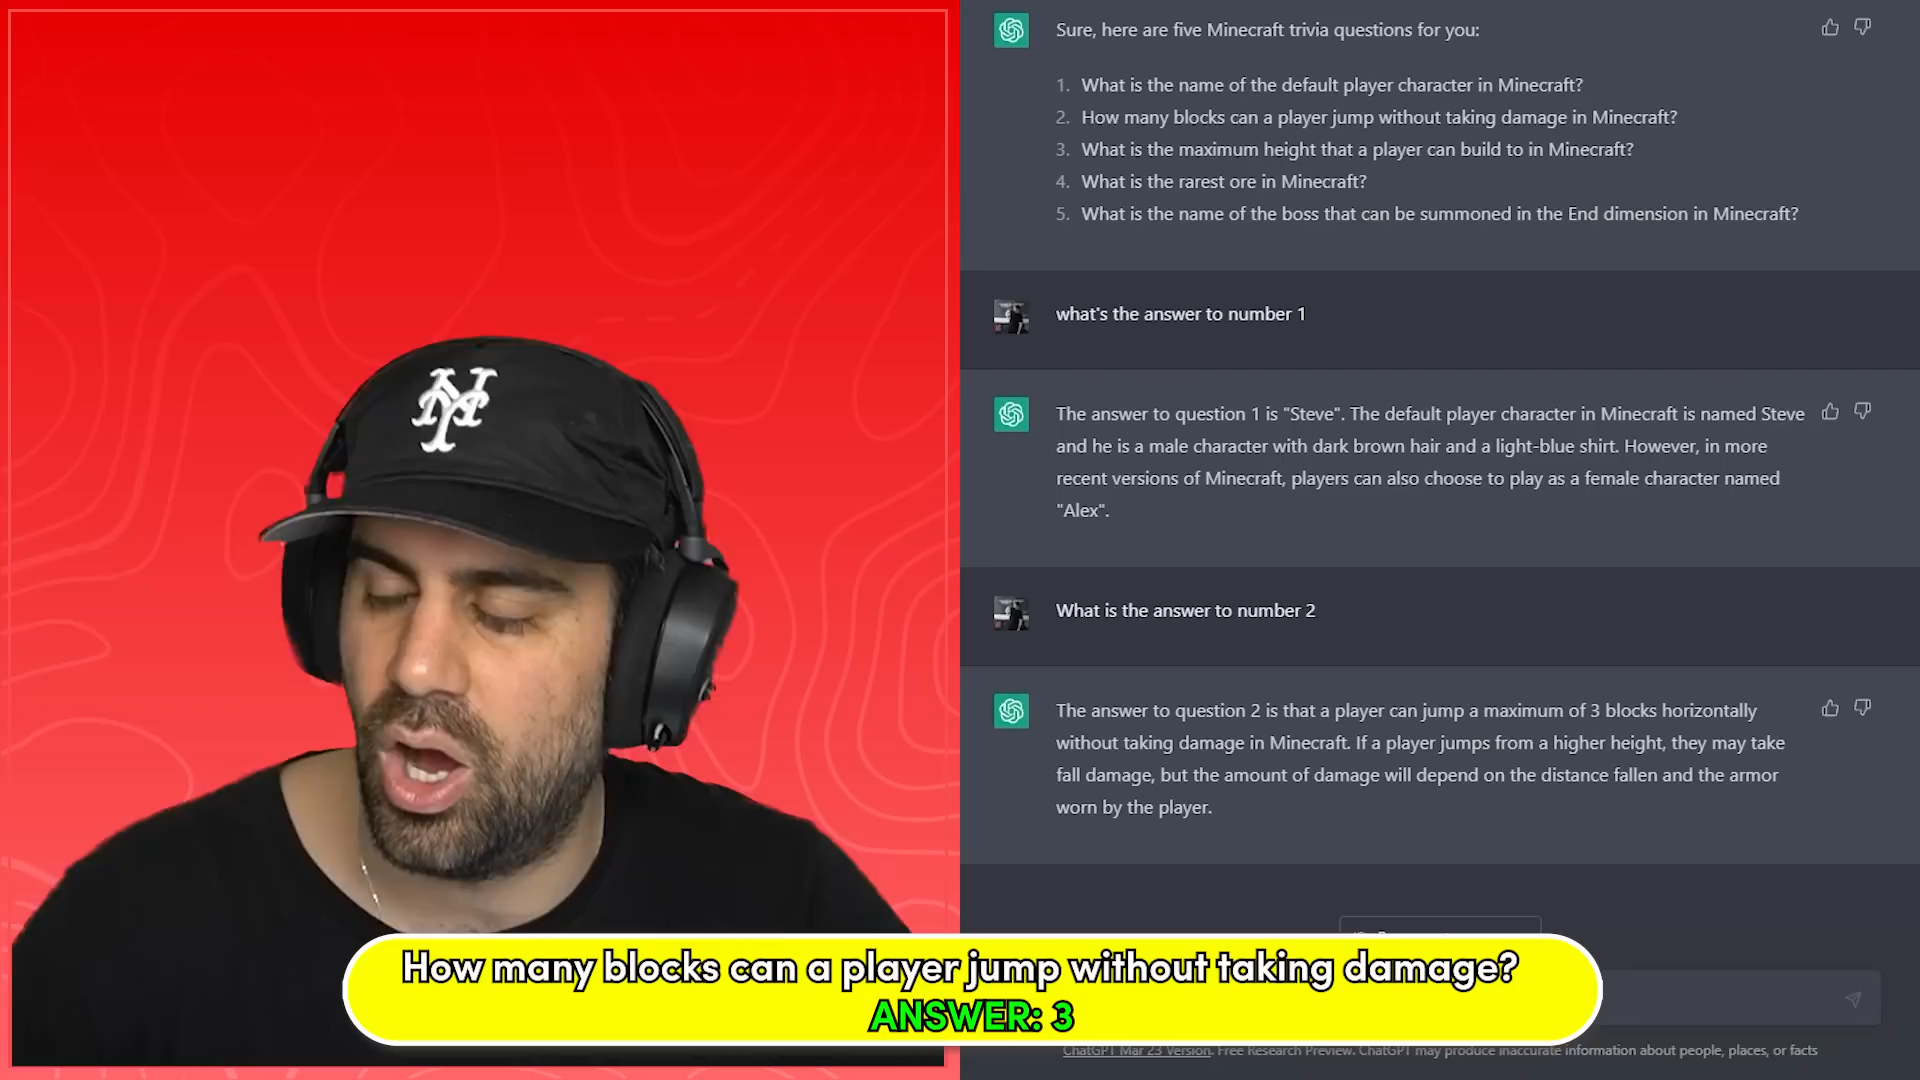 Sure, here are five Minecraft trivia questions for you:
1. What is the name of the default player character in Minecraft?
2. How many blocks can a player jump without taking damage in Minecraft?
3. What is the maximum height that a player can build to in Minecraft?
4. What is the rarest ore in Minecraft?
5. What is the name of the boss that can be summoned in the End dimension in Minecraft?
what's the answer to number 1
The answer to question 1 is "Steve". The default player character in Minecraft is named Steve
and he is a male character with dark brown hair and a light-blue shirt. However, in more
recent versions of Minecraft, players can also choose to play as a female character named
"Alex".
What is the answer to number 2
The answer to question 2 is that a player can jump a maximum of 3 blocks horizontally
without taking damage in Minecraft. If a player jumps from a higher height, they may take
fall damage, but the amount of damage will depend on the distance fallen and the armor
worn by the player.
NY
How many blocks can a player jump without taking damage?
ANSWER: 3
ChatGPT Mar 23 Version. Free Research Preview. ChatGPT may produce inaccurate information about people, places, or facts